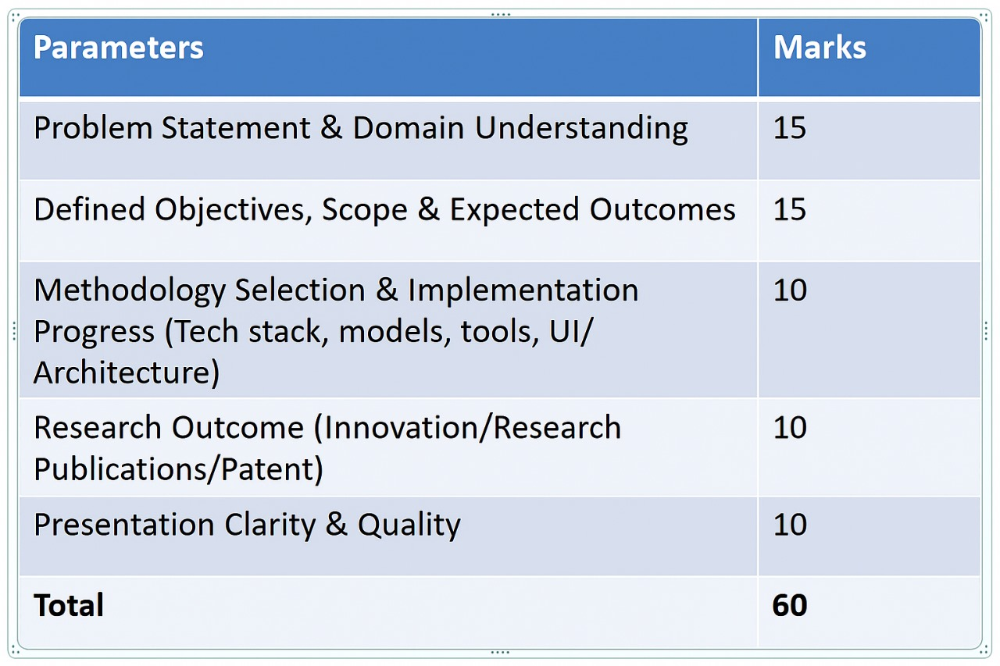 Parameters Marks
Problem Statement & Domain Understanding 15
Defined Objectives, Scope & Expected Outcomes 15
Methodology Selection & Implementation 10
Progress (Tech stack, models, tools, UI/
Architecture)
Research Outcome (Innovation/Research 10
Publications/Patent)
Presentation Clarity & Quality 10
Total 60